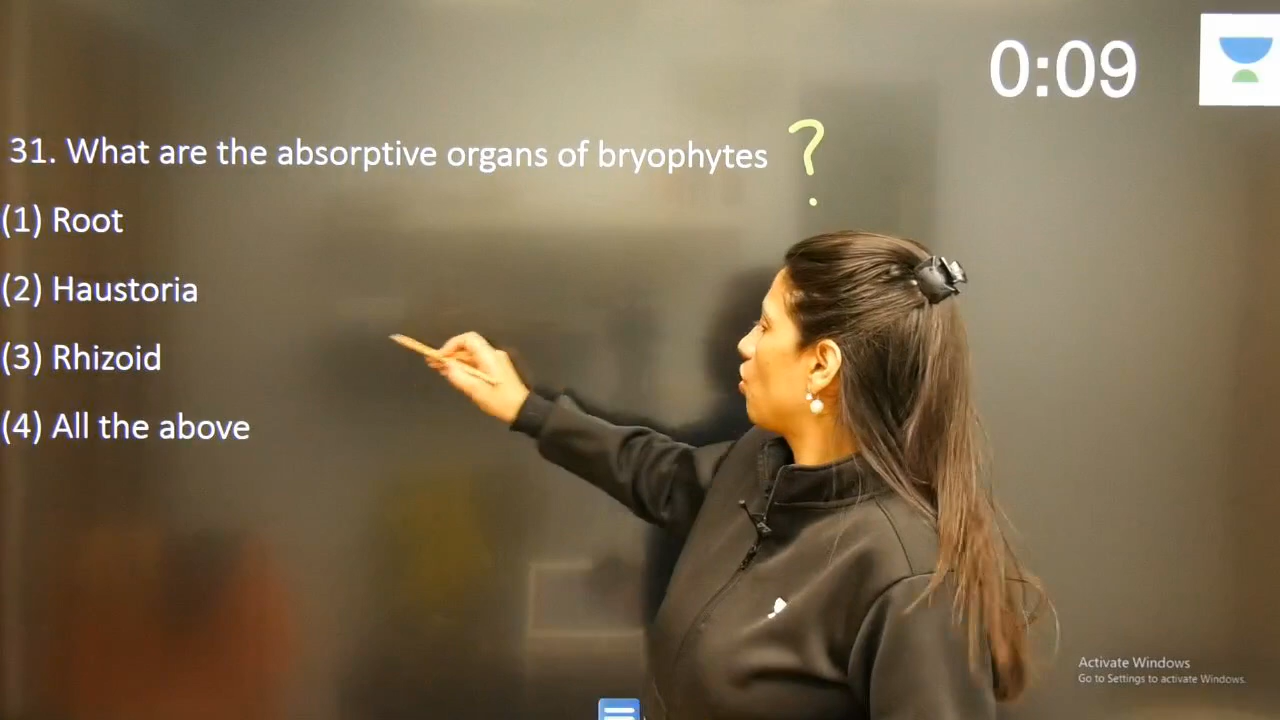 0:09
31. What are the absorptive organs of bryophytes ?
(1) Root
(2) Haustoria
(3) Rhizoid
(4) All the above
Activate Windows
Go to Settings to activate Windows.